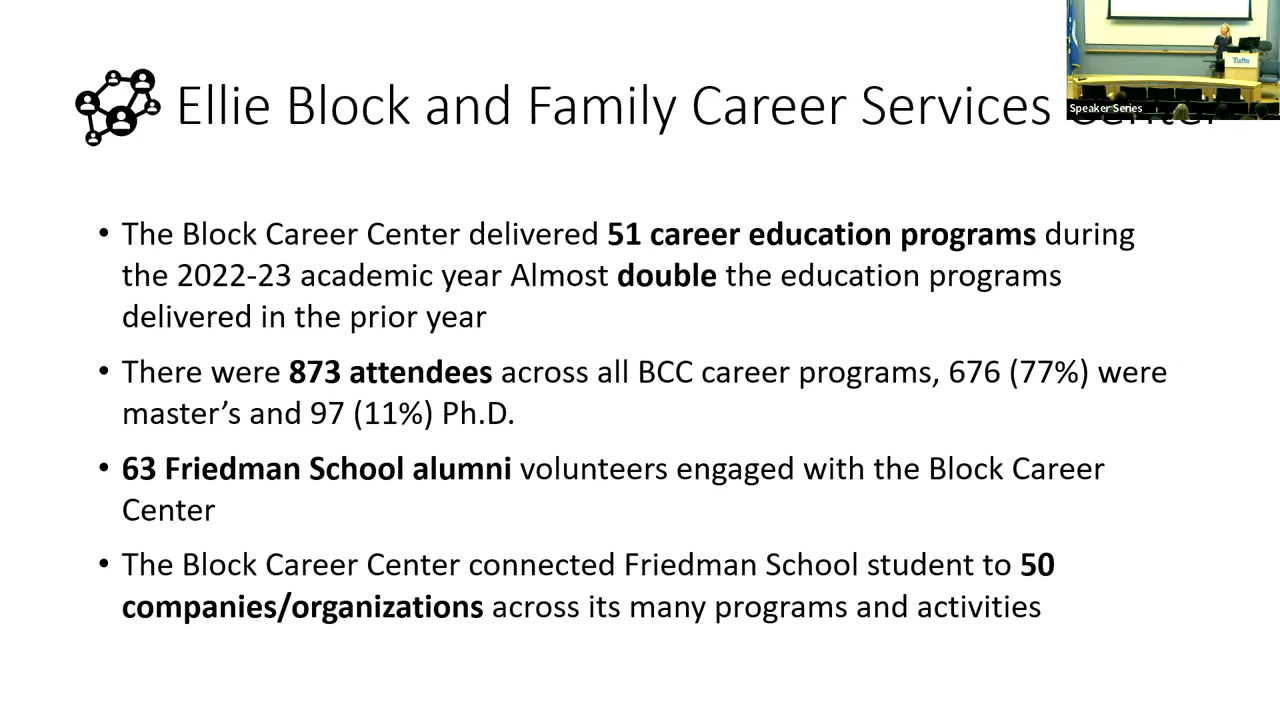 Ellie Block and Family Career Services Center
Speaker Series
Tufts
• The Block Career Center delivered 51 career education programs during
the 2022-23 academic year Almost double the education programs
delivered in the prior year
• There were 873 attendees across all BCC career programs, 676 (77%) were
master’s and 97 (11%) Ph.D.
• 63 Friedman School alumni volunteers engaged with the Block Career
Center
• The Block Career Center connected Friedman School student to 50
companies/organizations across its many programs and activities